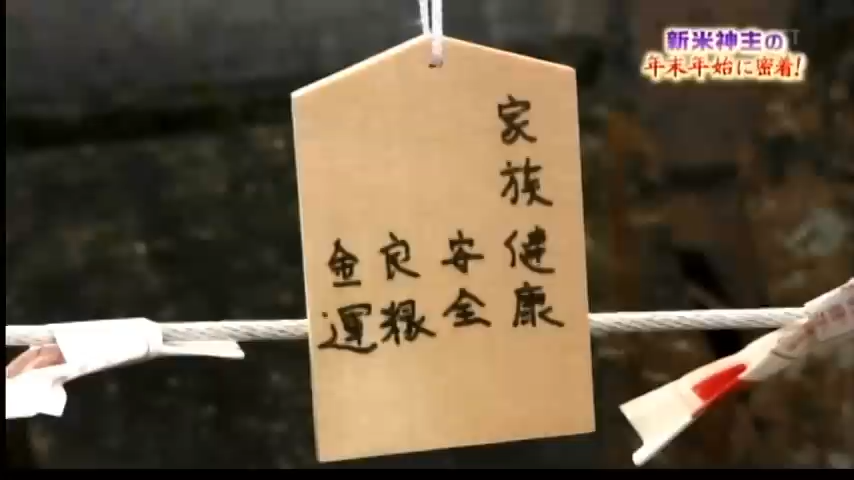 新米神主の
年末年始に密着!
家族健康
安全
良縁
金運